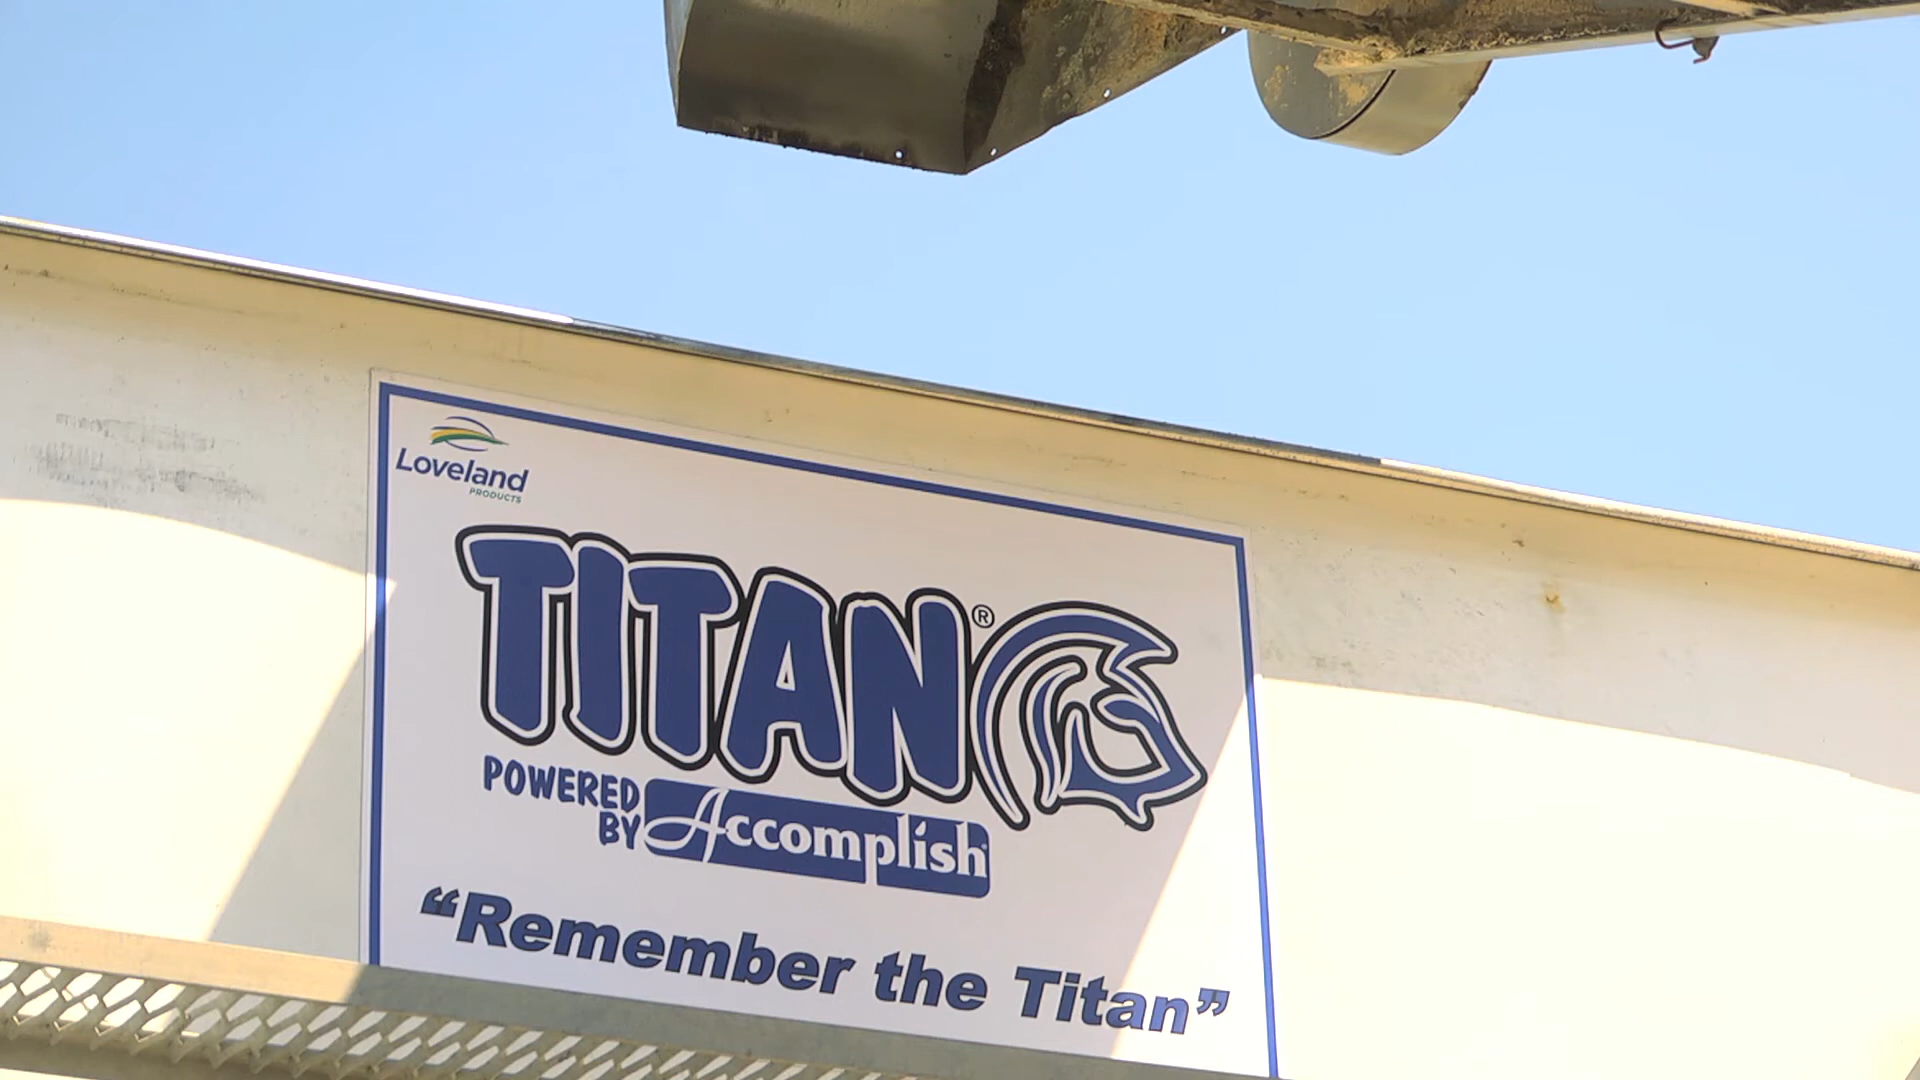 Loveland
PRODUCTS
TITAN®
POWERED
BY Accomplish
“Remember the Titan”